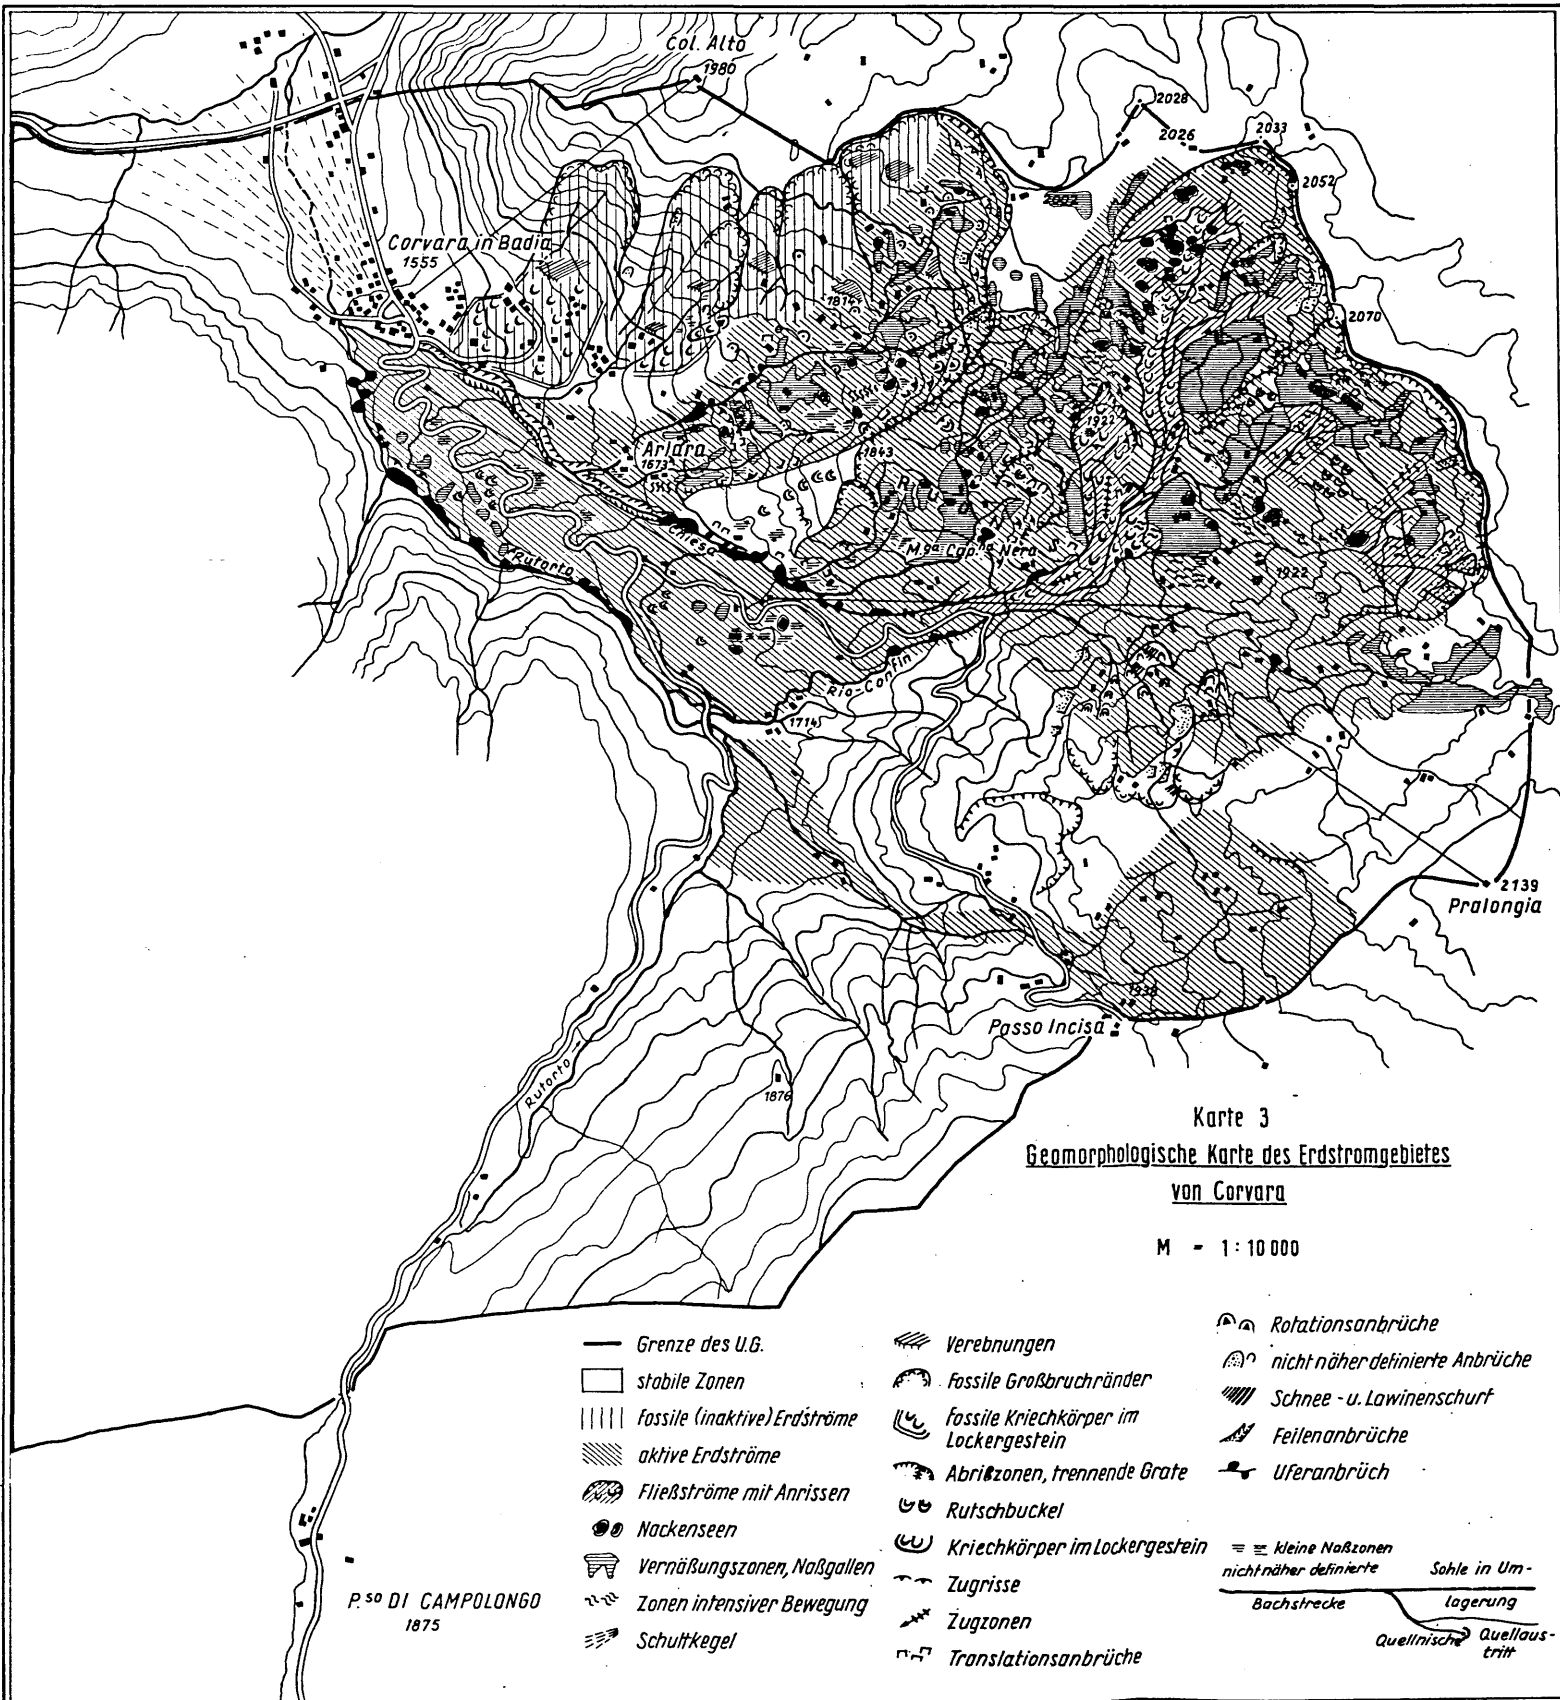 Col. Alto
1980
2028
2026
2033
2052
2002
Corvara in Badia
1555
1814
2070
1922
Arlara
1673
1843
R u o
Chiesa
M.ga Cap.na Nera
Rutorto
1922
Rio-Confin
1714
2139
Pralongia
1938
Passo Incisa
Rutorto
1876
Karte 3
Geomorphologische Karte des Erdstromgebietes
von Corvara
M = 1:10 000
Grenze des U.G.
stabile Zonen
Fossile (inaktive) Erdströme
aktive Erdströme
Fließströme mit Anrissen
Nackenseen
Vernäßungszonen, Naßgallen
Zonen intensiver Bewegung
Schuttkegel
Verebnungen
Fossile Großbruchränder
Fossile Kriechkörper im
Lockergestein
Abrißzonen, trennende Grate
Rutschbuckel
Kriechkörper im Lockergestein
Zugrisse
Zugzonen
Translationsanbrüche
Rotationsanbrüche
nicht näher definierte Anbrüche
Schnee - u. Lawinenschurf
Feilenanbrüche
Uferanbrüch
kleine Naßzonen
nicht näher definierte
Bachstrecke
Sohle in Um-
lagerung
Quellnische
Quellaus-
tritt
P.so DI CAMPOLONGO
1875